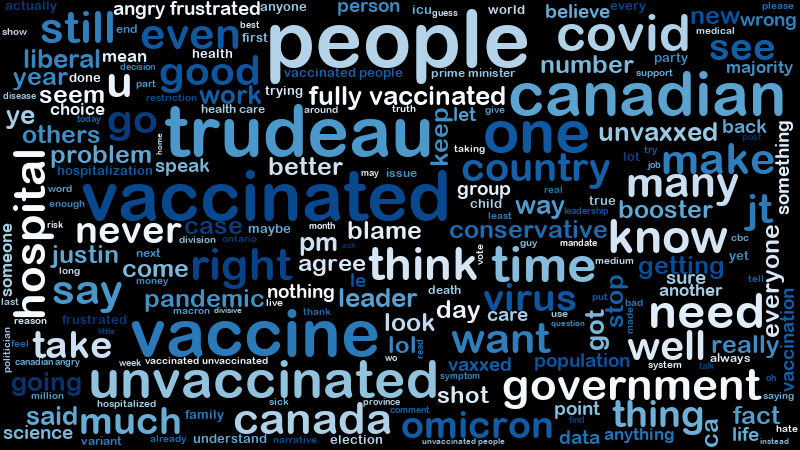 actually
angry frustrated
anyone
person
icu
guess
world
believe
every
new
wrong
please
show
still
end
even
best
first
people
covid
see
medical
liberal
mean
health
good
vaccinated people
prime minister
number
party
majority
year
done
u
decision
part
work
trying
fully vaccinated
support
canadian
disease
seem
restriction
choice
health care
around
truth
keep
let
give
ye
others
today
go
home
trudeau
one
unvaxxed
back
post
something
problem
speak
better
taking
country
lot
try
job
make
hospitalization
may
issue
group
real
many
hospital
word
enough
vaccinated
child
way
true
leadership
booster
jt
risk
never
case
maybe
month
blame
least
conservative
guy
mandate
know
cbc
everyone
someone
justin
division
ontario
pm
ask
vote
yet
long
next
come
right
agree
think
time
medium
getting
sure
tell
say
money
nothing
le
death
virus
put
stop
another
last
pandemic
live
leader
day
care
use
got
bad
made
need
vaccination
reason
frustrated
macron
divisive
thank
look
question
politician
feel
little
take
vaccine
lol
read
want
well
really
always
canadian angry
week
vaccinated unvaccinated
wo
vaxxed
population
system
talk
oh
going
million
unvaccinated
symptom
shot
government
saying
hospitalized
sick
province
said
much
family
canada
comment
omicron
point
find
thing
ca
fact
hate
science
variant
already
understand
narrative
election
unvaccinated people
data
anything
life
instead